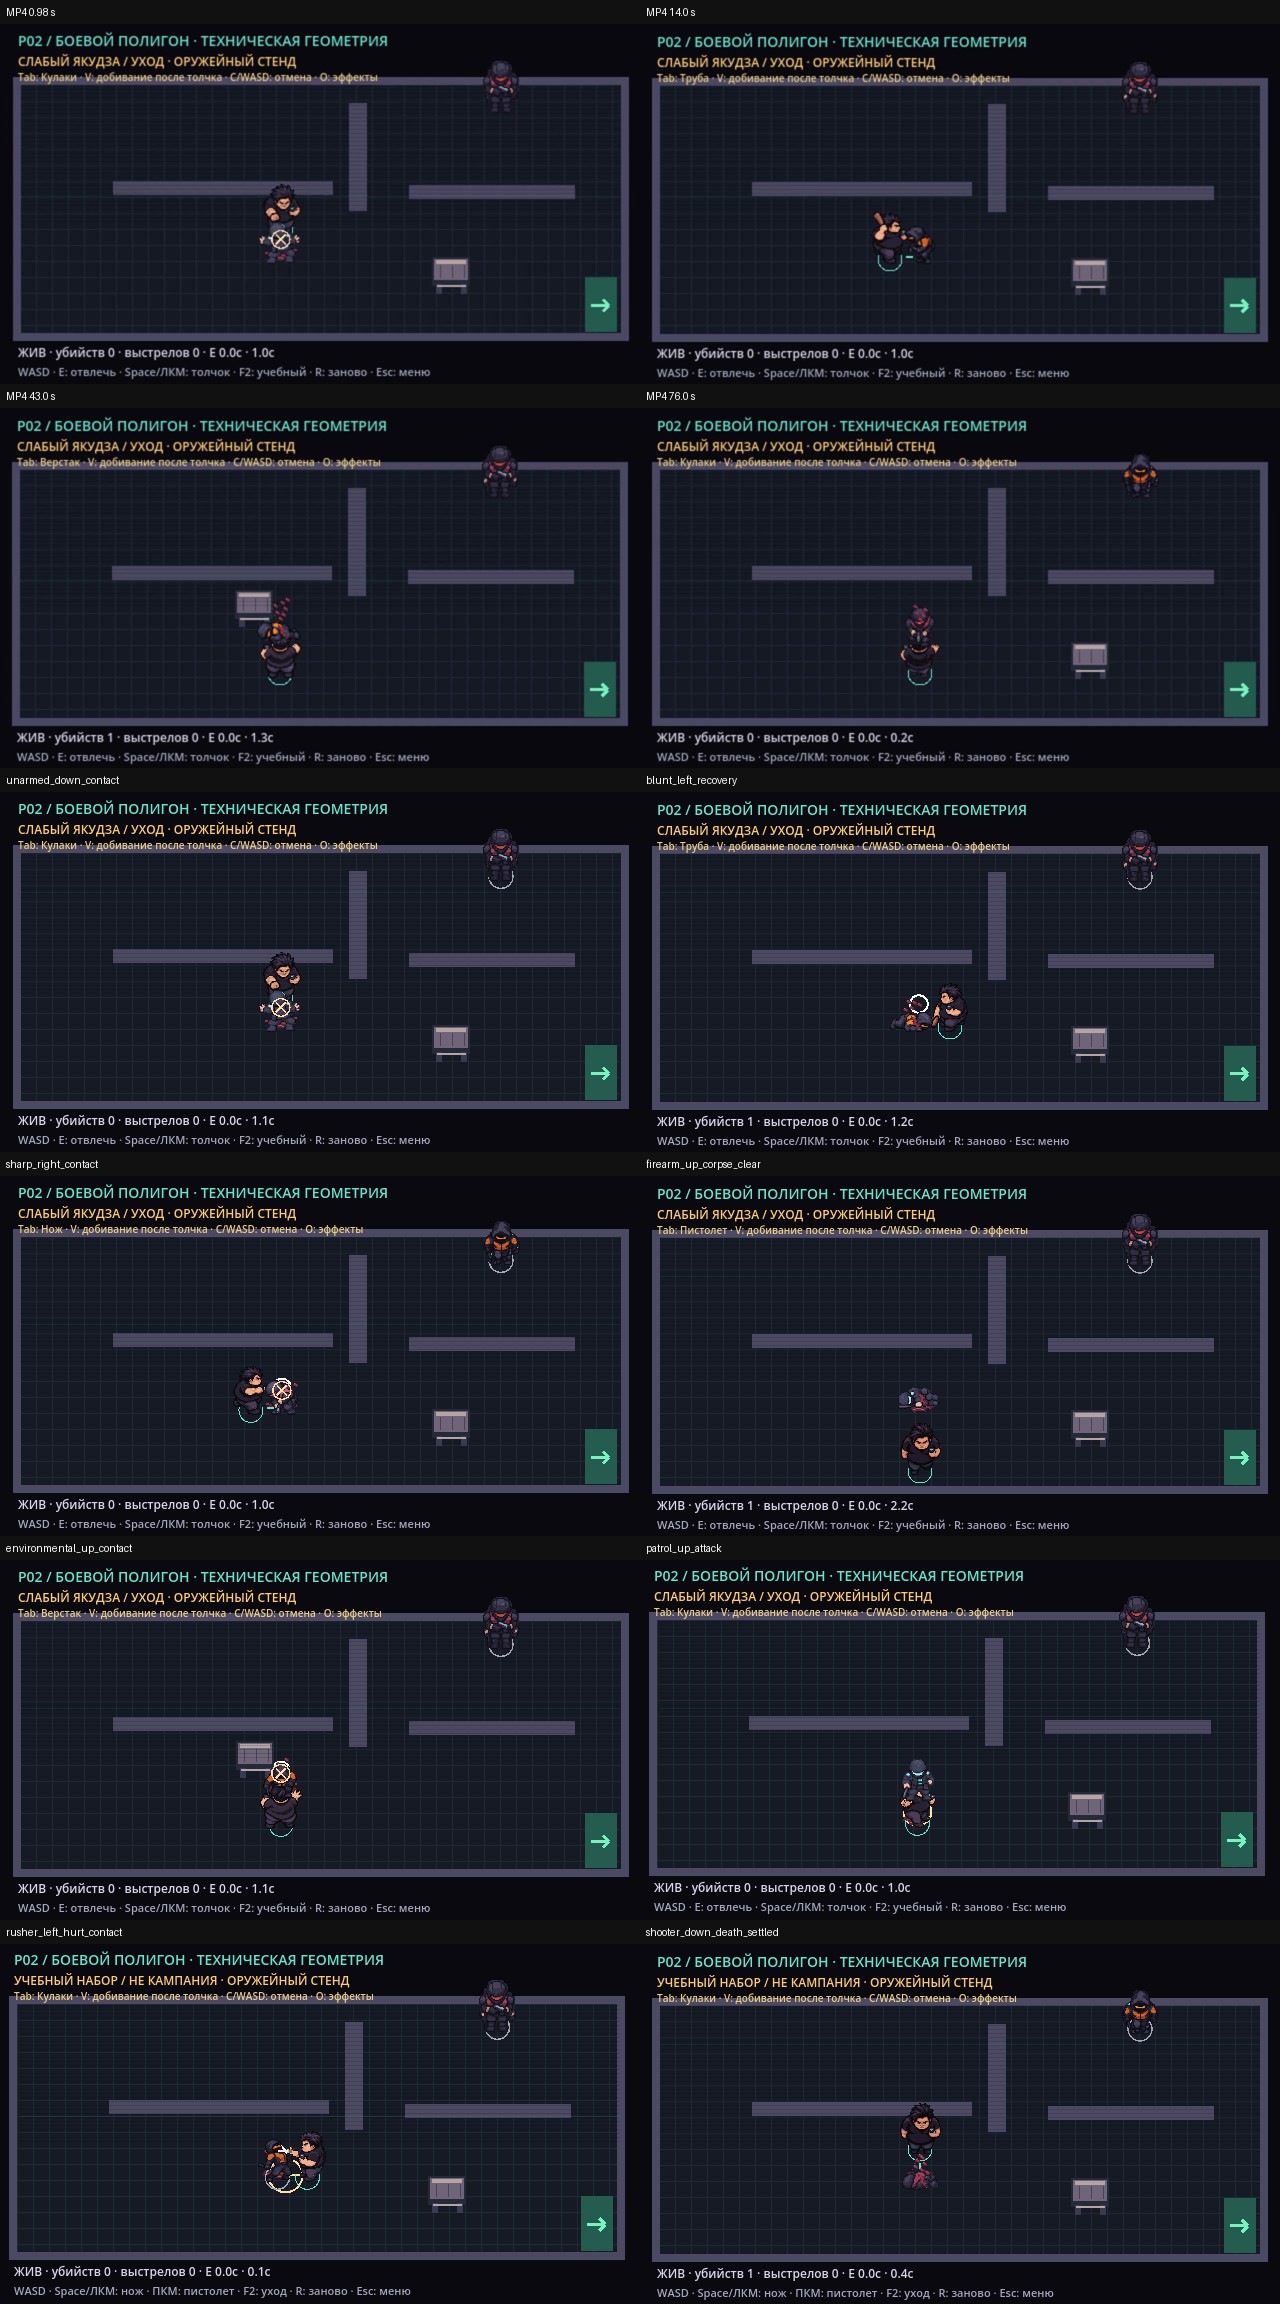 MP4 0.98 s
P02 / БОЕВОЙ ПОЛИГОН · ТЕХНИЧЕСКАЯ ГЕОМЕТРИЯ
СЛАБЫЙ ЯКУДЗА / УХОД · ОРУЖЕЙНЫЙ СТЕНД
Tab: Кулаки · V: добивание после толчка · C/WASD: отмена · O: эффекты
ЖИВ · убийств 0 · выстрелов 0 · E 0.0с · 1.0с
WASD · E: отвлечь · Space/ЛКМ: толчок · F2: учебный · R: заново · Esc: меню
MP4 14.0 s
P02 / БОЕВОЙ ПОЛИГОН · ТЕХНИЧЕСКАЯ ГЕОМЕТРИЯ
СЛАБЫЙ ЯКУДЗА / УХОД · ОРУЖЕЙНЫЙ СТЕНД
Tab: Труба · V: добивание после толчка · C/WASD: отмена · O: эффекты
ЖИВ · убийств 0 · выстрелов 0 · E 0.0с · 1.0с
WASD · E: отвлечь · Space/ЛКМ: толчок · F2: учебный · R: заново · Esc: меню
MP4 43.0 s
P02 / БОЕВОЙ ПОЛИГОН · ТЕХНИЧЕСКАЯ ГЕОМЕТРИЯ
СЛАБЫЙ ЯКУДЗА / УХОД · ОРУЖЕЙНЫЙ СТЕНД
Tab: Верстак · V: добивание после толчка · C/WASD: отмена · O: эффекты
ЖИВ · убийств 1 · выстрелов 0 · E 0.0с · 1.3с
WASD · E: отвлечь · Space/ЛКМ: толчок · F2: учебный · R: заново · Esc: меню
MP4 76.0 s
P02 / БОЕВОЙ ПОЛИГОН · ТЕХНИЧЕСКАЯ ГЕОМЕТРИЯ
СЛАБЫЙ ЯКУДЗА / УХОД · ОРУЖЕЙНЫЙ СТЕНД
Tab: Кулаки · V: добивание после толчка · C/WASD: отмена · O: эффекты
ЖИВ · убийств 0 · выстрелов 0 · E 0.0с · 0.2с
WASD · E: отвлечь · Space/ЛКМ: толчок · F2: учебный · R: заново · Esc: меню
unarmed_down_contact
P02 / БОЕВОЙ ПОЛИГОН · ТЕХНИЧЕСКАЯ ГЕОМЕТРИЯ
СЛАБЫЙ ЯКУДЗА / УХОД · ОРУЖЕЙНЫЙ СТЕНД
Tab: Кулаки · V: добивание после толчка · C/WASD: отмена · O: эффекты
ЖИВ · убийств 0 · выстрелов 0 · E 0.0с · 1.1с
WASD · E: отвлечь · Space/ЛКМ: толчок · F2: учебный · R: заново · Esc: меню
blunt_left_recovery
P02 / БОЕВОЙ ПОЛИГОН · ТЕХНИЧЕСКАЯ ГЕОМЕТРИЯ
СЛАБЫЙ ЯКУДЗА / УХОД · ОРУЖЕЙНЫЙ СТЕНД
Tab: Труба · V: добивание после толчка · C/WASD: отмена · O: эффекты
ЖИВ · убийств 1 · выстрелов 0 · E 0.0с · 1.2с
WASD · E: отвлечь · Space/ЛКМ: толчок · F2: учебный · R: заново · Esc: меню
sharp_right_contact
P02 / БОЕВОЙ ПОЛИГОН · ТЕХНИЧЕСКАЯ ГЕОМЕТРИЯ
СЛАБЫЙ ЯКУДЗА / УХОД · ОРУЖЕЙНЫЙ СТЕНД
Tab: Нож · V: добивание после толчка · C/WASD: отмена · O: эффекты
ЖИВ · убийств 0 · выстрелов 0 · E 0.0с · 1.0с
WASD · E: отвлечь · Space/ЛКМ: толчок · F2: учебный · R: заново · Esc: меню
firearm_up_corpse_clear
P02 / БОЕВОЙ ПОЛИГОН · ТЕХНИЧЕСКАЯ ГЕОМЕТРИЯ
СЛАБЫЙ ЯКУДЗА / УХОД · ОРУЖЕЙНЫЙ СТЕНД
Tab: Пистолет · V: добивание после толчка · C/WASD: отмена · O: эффекты
ЖИВ · убийств 1 · выстрелов 0 · E 0.0с · 2.2с
WASD · E: отвлечь · Space/ЛКМ: толчок · F2: учебный · R: заново · Esc: меню
environmental_up_contact
P02 / БОЕВОЙ ПОЛИГОН · ТЕХНИЧЕСКАЯ ГЕОМЕТРИЯ
СЛАБЫЙ ЯКУДЗА / УХОД · ОРУЖЕЙНЫЙ СТЕНД
Tab: Верстак · V: добивание после толчка · C/WASD: отмена · O: эффекты
ЖИВ · убийств 0 · выстрелов 0 · E 0.0с · 1.1с
WASD · E: отвлечь · Space/ЛКМ: толчок · F2: учебный · R: заново · Esc: меню
patrol_up_attack
P02 / БОЕВОЙ ПОЛИГОН · ТЕХНИЧЕСКАЯ ГЕОМЕТРИЯ
СЛАБЫЙ ЯКУДЗА / УХОД · ОРУЖЕЙНЫЙ СТЕНД
Tab: Кулаки · V: добивание после толчка · C/WASD: отмена · O: эффекты
ЖИВ · убийств 0 · выстрелов 0 · E 0.0с · 1.0с
WASD · E: отвлечь · Space/ЛКМ: толчок · F2: учебный · R: заново · Esc: меню
rusher_left_hurt_contact
P02 / БОЕВОЙ ПОЛИГОН · ТЕХНИЧЕСКАЯ ГЕОМЕТРИЯ
УЧЕБНЫЙ НАБОР / НЕ КАМПАНИЯ · ОРУЖЕЙНЫЙ СТЕНД
Tab: Кулаки · V: добивание после толчка · C/WASD: отмена · O: эффекты
ЖИВ · убийств 0 · выстрелов 0 · E 0.0с · 0.1с
WASD · Space/ЛКМ: нож · ПКМ: пистолет · F2: уход · R: заново · Esc: меню
shooter_down_death_settled
P02 / БОЕВОЙ ПОЛИГОН · ТЕХНИЧЕСКАЯ ГЕОМЕТРИЯ
УЧЕБНЫЙ НАБОР / НЕ КАМПАНИЯ · ОРУЖЕЙНЫЙ СТЕНД
Tab: Кулаки · V: добивание после толчка · C/WASD: отмена · O: эффекты
ЖИВ · убийств 1 · выстрелов 0 · E 0.0с · 0.4с
WASD · Space/ЛКМ: нож · ПКМ: пистолет · F2: уход · R: заново · Esc: меню